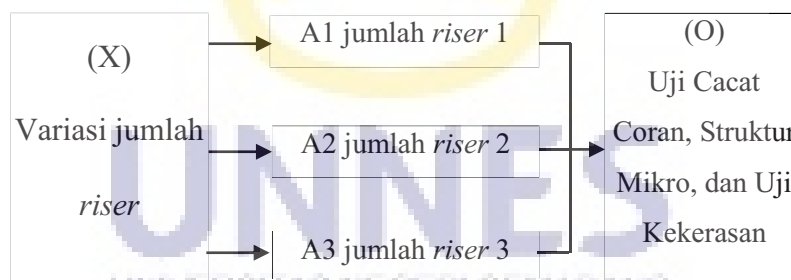 (X)
Variasi jumlah
riser
A1 jumlah riser 1
A2 jumlah riser 2
A3 jumlah riser 3
(O)
Uji Cacat
Coran, Struktur
Mikro, dan Uji
Kekerasan
UNNES